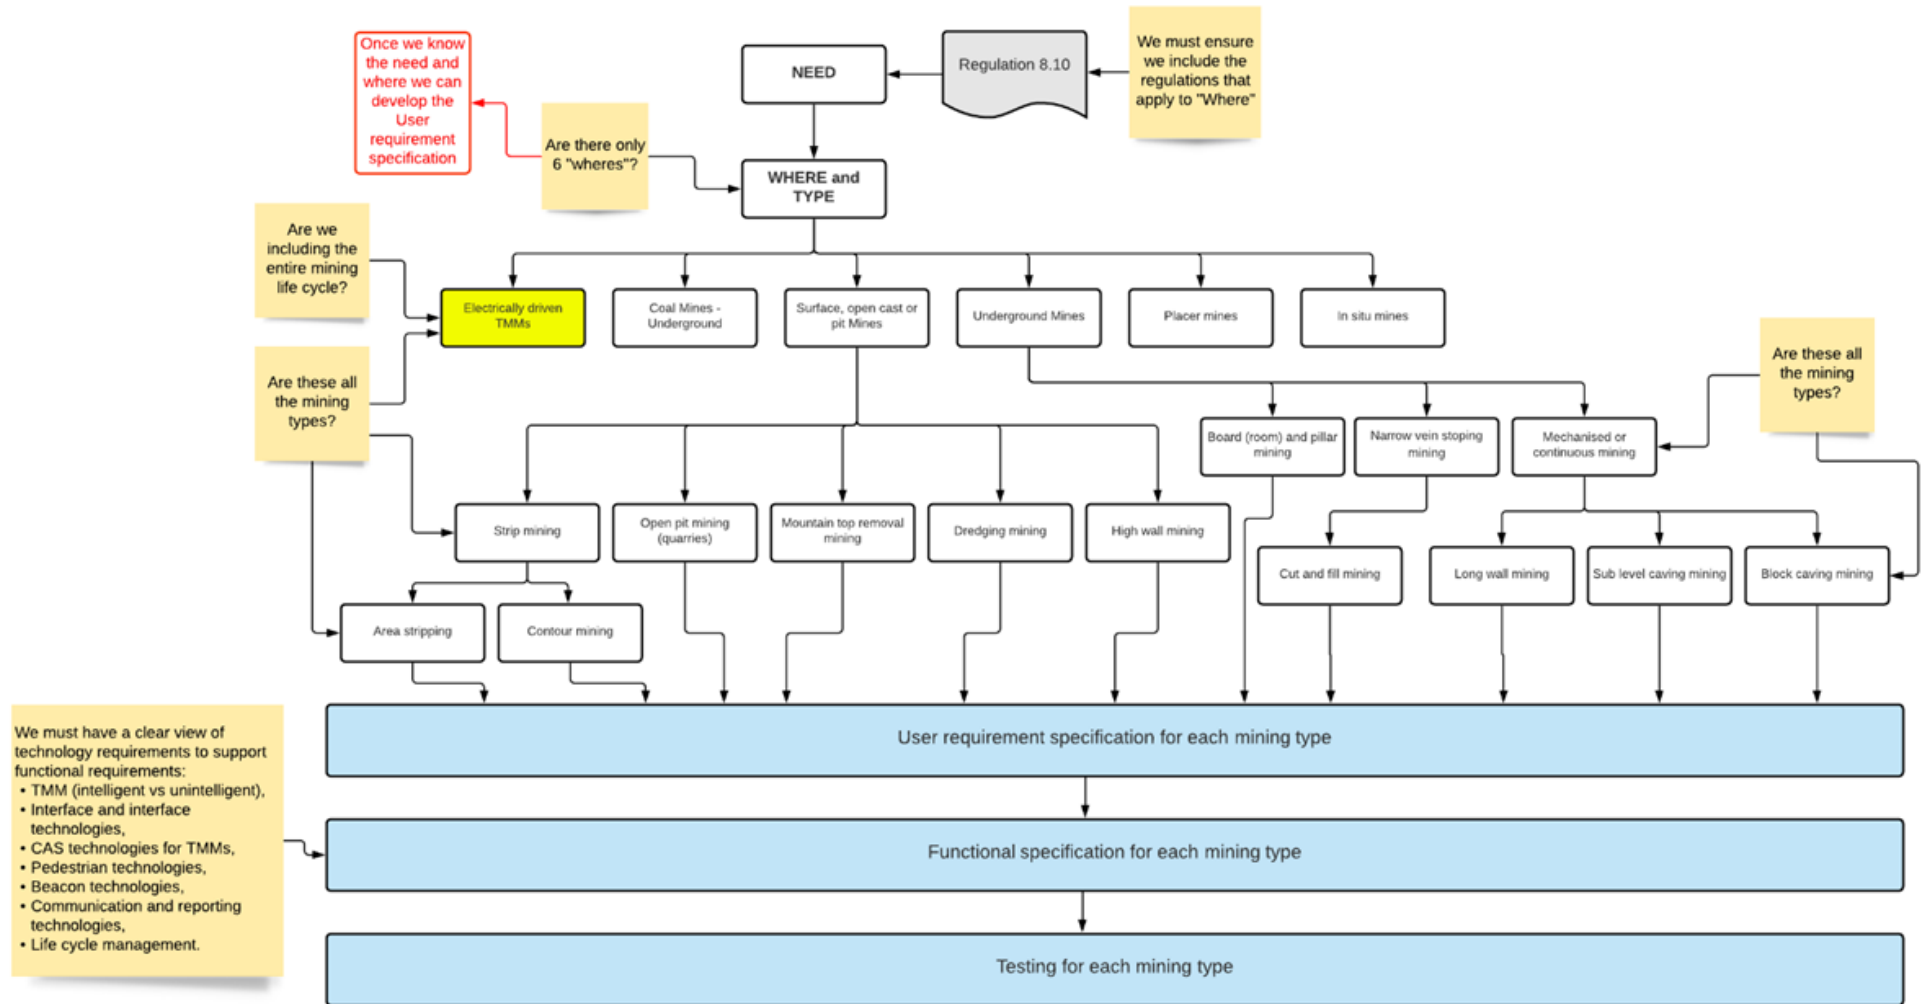 Once we know
the need and
where we can
develop the
User
requirement
specification
NEED
Regulation 8.10
We must ensure
we include the
regulations that
apply to "Where"
Are there only
6 "wheres"?
WHERE and
TYPE
Are we
including the
entire mining
life cycle?
Electrically driven
TMMs
Coal Mines -
Underground
Surface, open cast or
pit Mines
Underground Mines
Placer mines
In situ mines
Are these all
the mining
types?
Are these all
the mining
types?
Board (room) and pillar
mining
Narrow vein stoping
mining
Mechanised or
continuous mining
Strip mining
Open pit mining
(quarries)
Mountain top removal
mining
Dredging mining
High wall mining
Cut and fill mining
Long wall mining
Sub level caving mining
Block caving mining
Area stripping
Contour mining
We must have a clear view of
technology requirements to support
functional requirements:
• TMM (intelligent vs unintelligent),
• Interface and interface
technologies,
• CAS technologies for TMMs,
• Pedestrian technologies,
• Beacon technologies,
• Communication and reporting
technologies,
• Life cycle management.
User requirement specification for each mining type
Functional specification for each mining type
Testing for each mining type